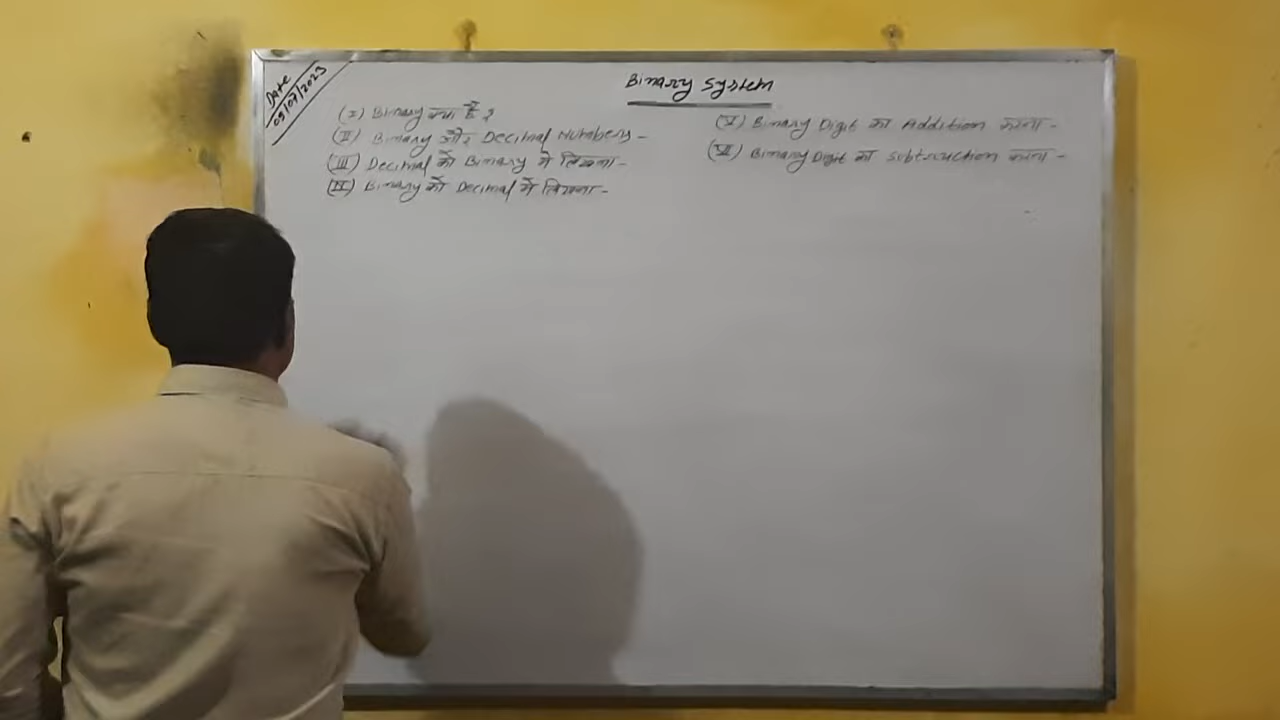 Date
09/07/2023
Binary System
(I) Binary क्या है?
(II) Binary और Decimal Numbers -
(III) Decimal को Binary में लिखना -
(IV) Binary को Decimal में लिखना -
(V) Binary Digit का Addition करना -
(VI) Binary Digit का Subtruction करना -